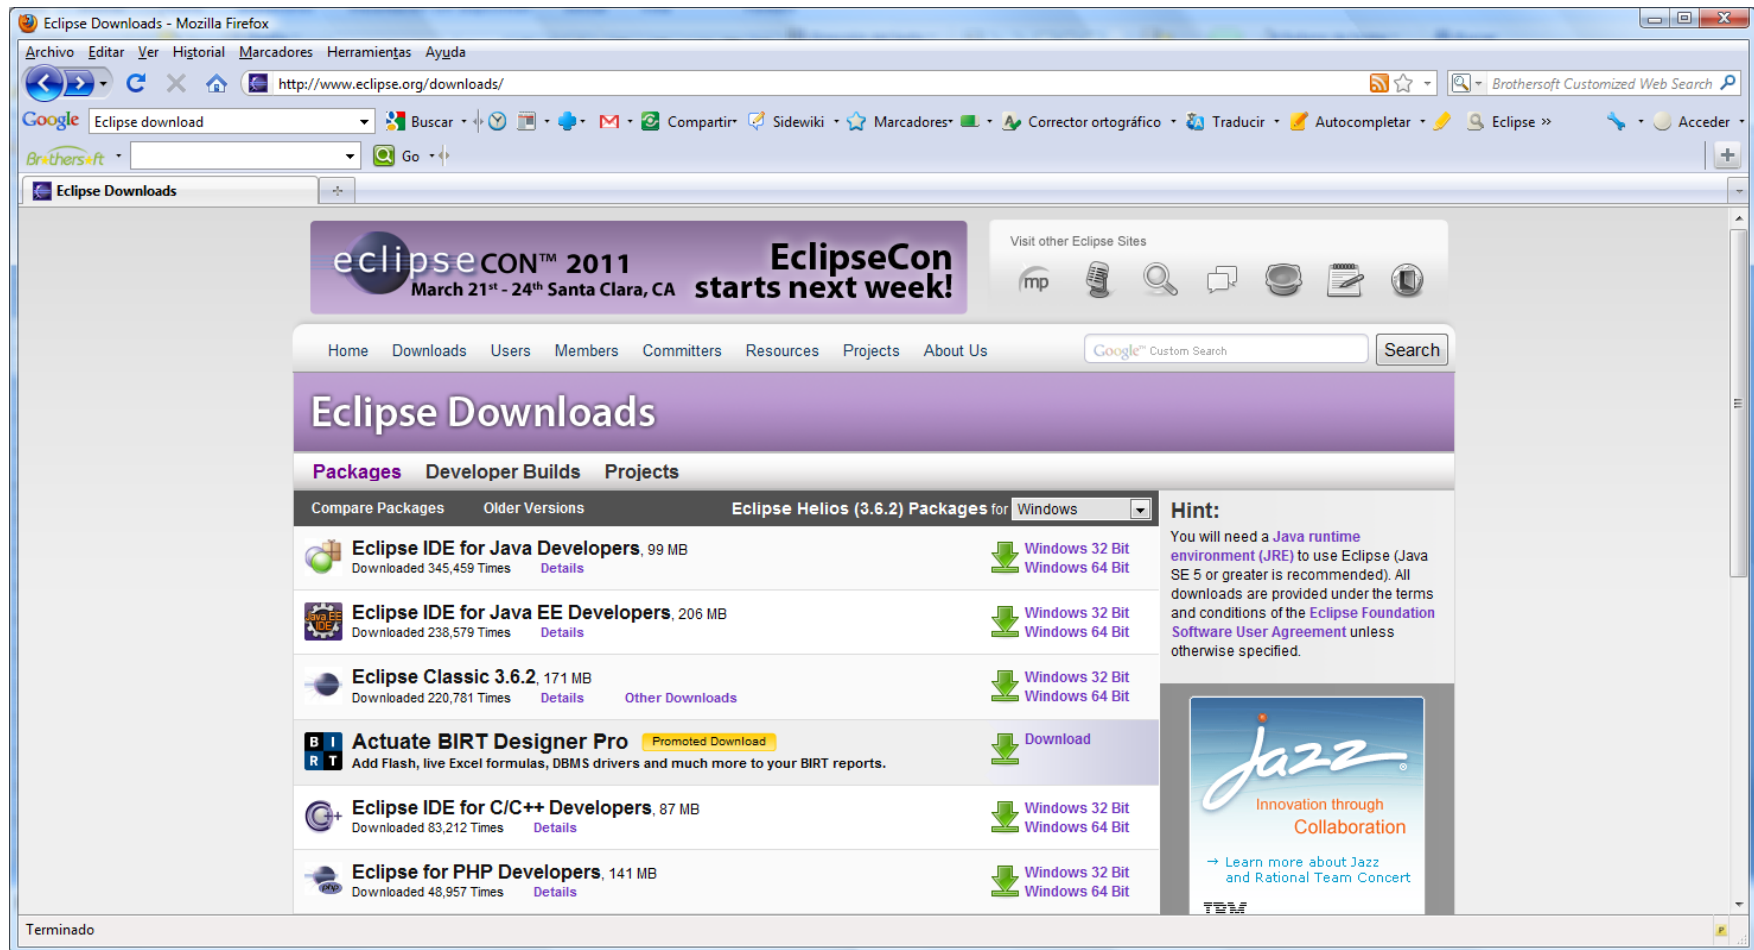 Eclipse Downloads - Mozilla Firefox
Archivo Editar Ver Historial Marcadores Herramientas Ayuda
http://www.eclipse.org/downloads/
Brothersoft Customized Web Search
Google Eclipse download Buscar Compartir Sidewiki Marcadores Corrector ortográfico Traducir Autocompletar Eclipse » Acceder
Brothersoft Go
Eclipse Downloads
eclipse CON™ 2011
March 21st - 24th Santa Clara, CA
EclipseCon
starts next week!
Visit other Eclipse Sites
mp
Home Downloads Users Members Committers Resources Projects About Us
Google™ Custom Search
Search
Eclipse Downloads
Packages Developer Builds Projects
Compare Packages Older Versions Eclipse Helios (3.6.2) Packages for Windows
Eclipse IDE for Java Developers, 99 MB
Downloaded 345,459 Times Details
Windows 32 Bit
Windows 64 Bit
Java EE
IDE
Eclipse IDE for Java EE Developers, 206 MB
Downloaded 238,579 Times Details
Windows 32 Bit
Windows 64 Bit
Eclipse Classic 3.6.2, 171 MB
Downloaded 220,781 Times Details Other Downloads
Windows 32 Bit
Windows 64 Bit
B I
R T
Actuate BIRT Designer Pro Promoted Download
Add Flash, live Excel formulas, DBMS drivers and much more to your BIRT reports.
Download
C++
Eclipse IDE for C/C++ Developers, 87 MB
Downloaded 83,212 Times Details
Windows 32 Bit
Windows 64 Bit
php
Eclipse for PHP Developers, 141 MB
Downloaded 48,957 Times Details
Windows 32 Bit
Windows 64 Bit
Hint:
You will need a Java runtime
environment (JRE) to use Eclipse (Java
SE 5 or greater is recommended). All
downloads are provided under the terms
and conditions of the Eclipse Foundation
Software User Agreement unless
otherwise specified.
jazz®
Innovation through
Collaboration
→ Learn more about Jazz
and Rational Team Concert
IBM
Terminado